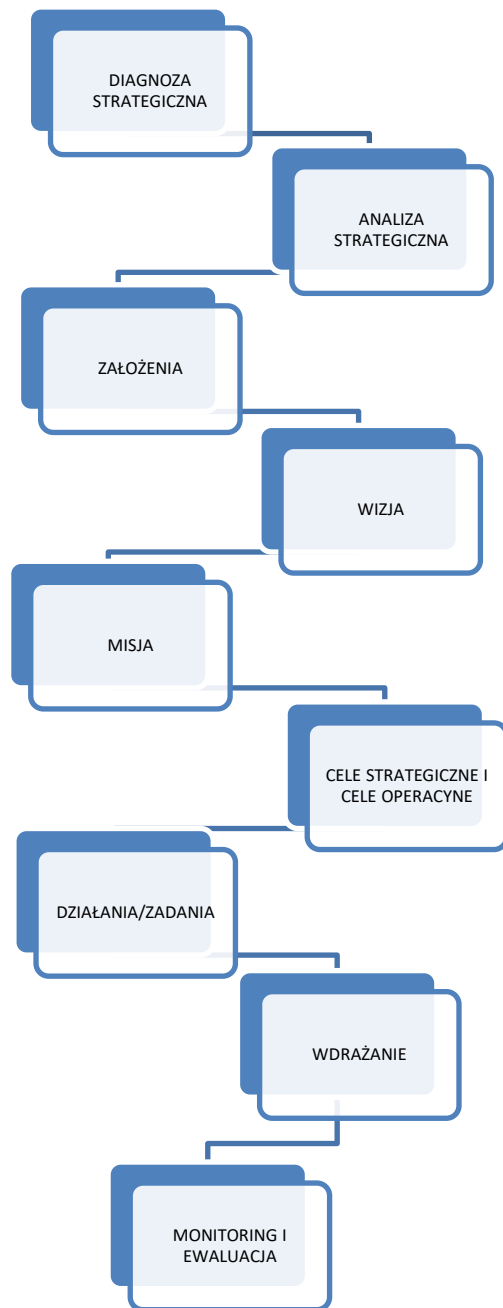 DIAGNOZA
STRATEGICZNA
ANALIZA
STRATEGICZNA
ZAŁOŻENIA
WIZJA
MISJA
CELE STRATEGICZNE I
CELE OPERACYNE
DZIAŁANIA/ZADANIA
WDRAŻANIE
MONITORING I
EWALUACJA